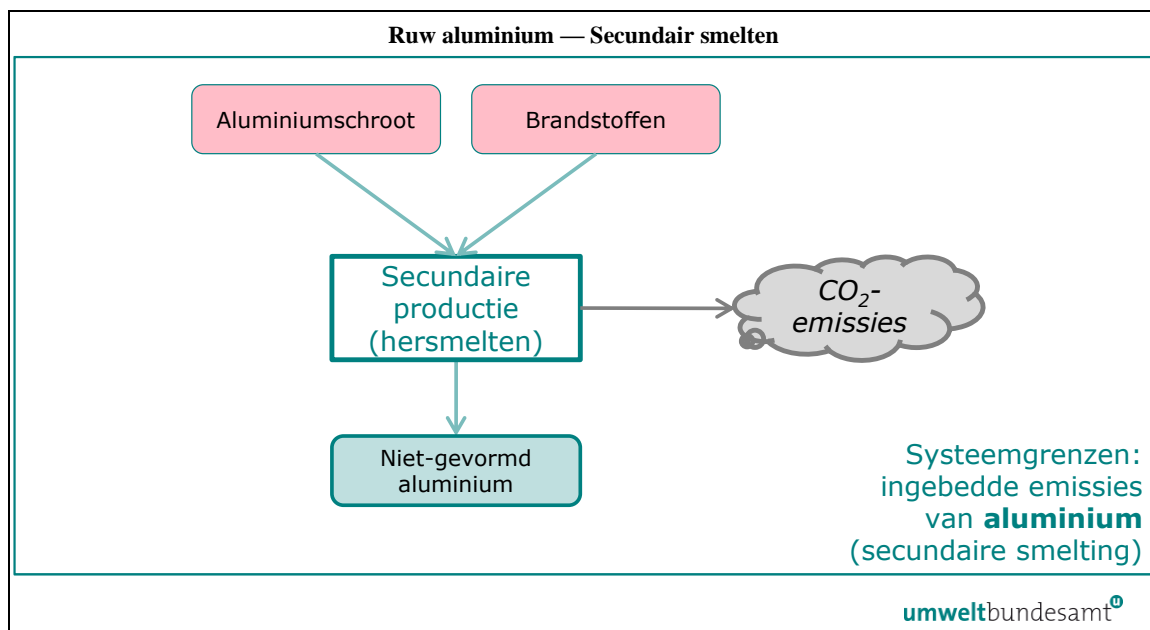 Ruw aluminium — Secundair smelten
Aluminiumschroot
Brandstoffen
Secundaire
productie
(hersmelten)
CO₂-
emissies
Niet-gevormd
aluminium
Systeemgrenzen:
ingebedde emissies
van aluminium
(secundaire smelting)
umweltbundesamt u